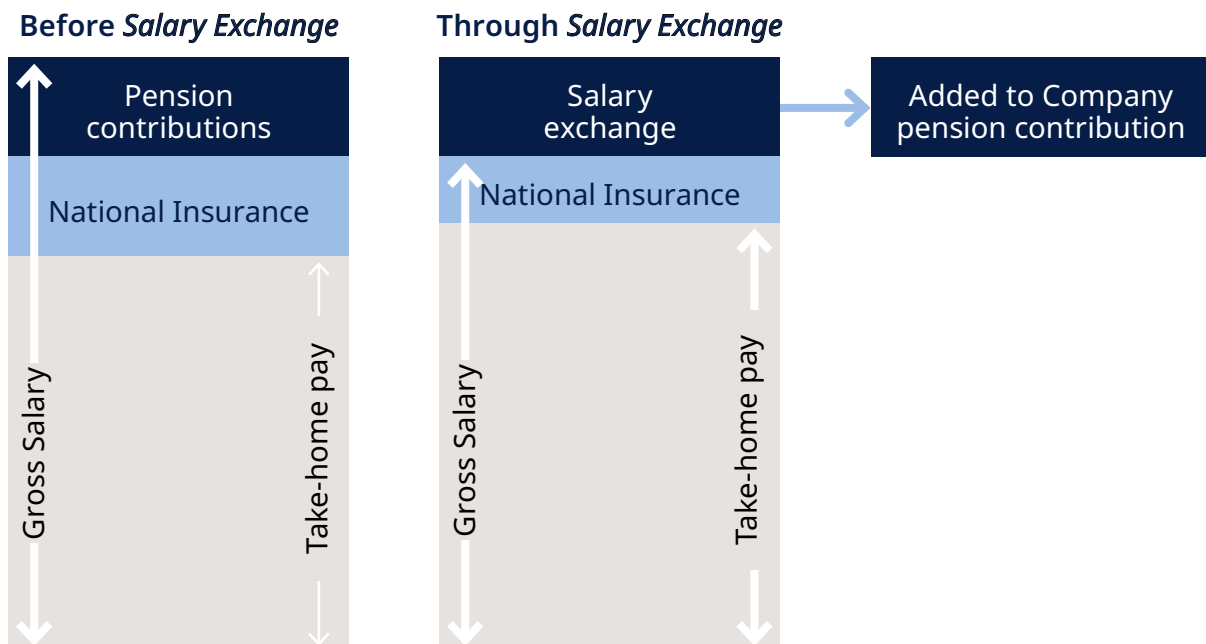 Before Salary Exchange
Pension
contributions
National Insurance
Gross Salary
Take-home pay
Through Salary Exchange
Salary
exchange
National Insurance
Gross Salary
Take-home pay
Added to Company
pension contribution